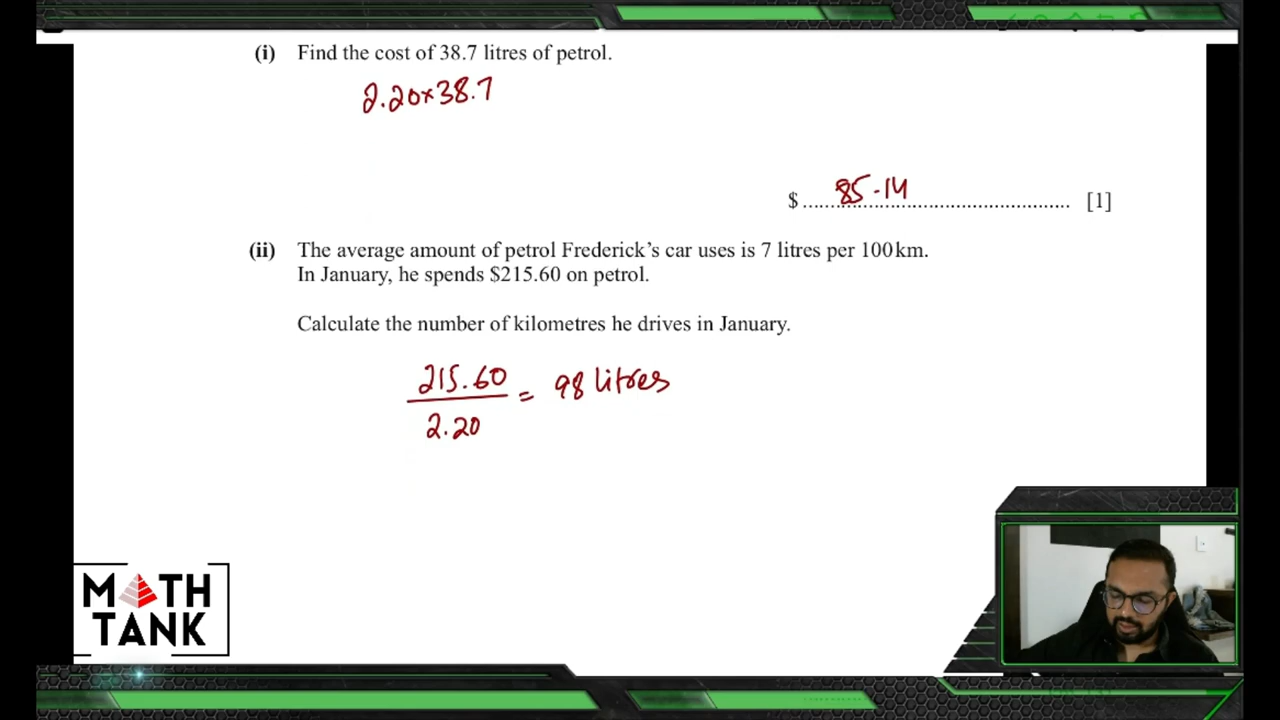 (i) Find the cost of 38.7 litres of petrol.
2.20×38.7
$ 85.14 [1]
(ii) The average amount of petrol Frederick's car uses is 7 litres per 100 km.
In January, he spends $215.60 on petrol.
Calculate the number of kilometres he drives in January.
215.60
= 98 litres
2.20
MATH
TANK